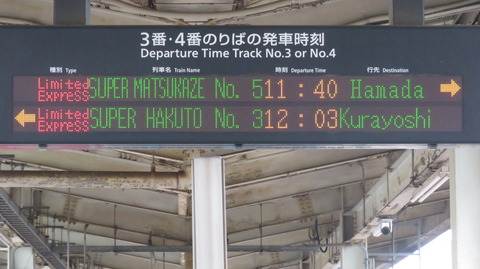 3番・4番のりばの発車時刻
Departure Time Track No.3 or No.4
種別 Type 列車名 Train Name 時刻 Departure Time 行先 Destination
Limited Express SUPER MATSUKAZE No. 5 11:40 Hamada
Limited Express SUPER HAKUTO No. 3 12:03 Kurayoshi